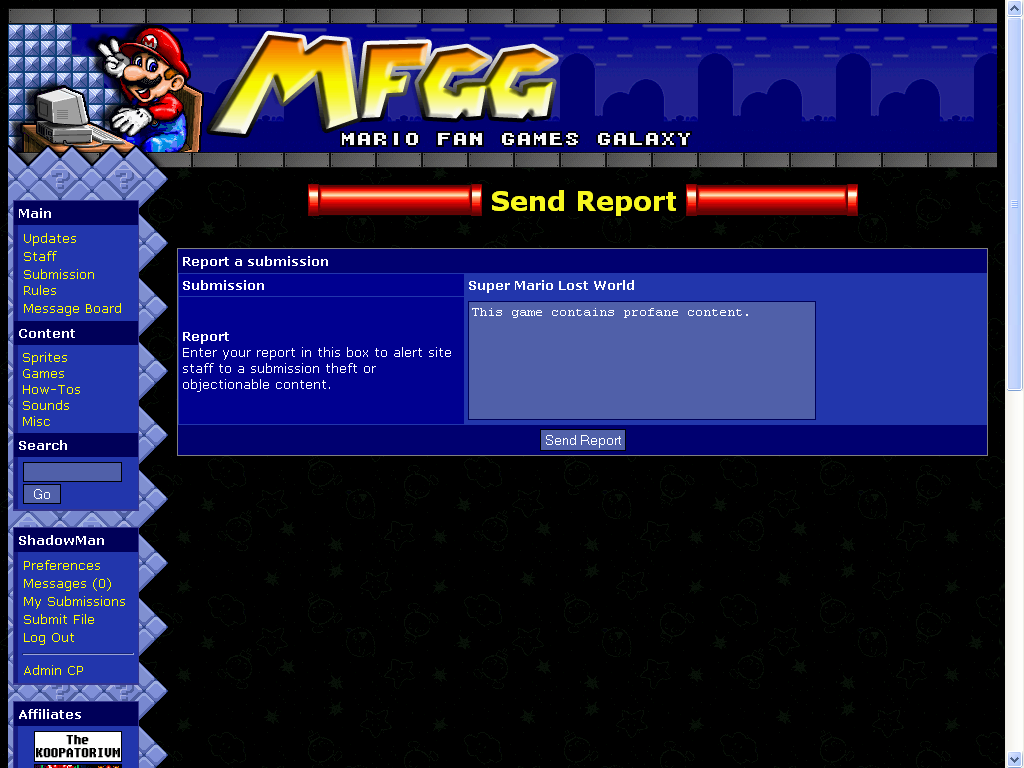 MFGG
MARIO FAN GAMES GALAXY
Send Report
Main
Updates
Staff
Submission
Rules
Message Board
Content
Sprites
Games
How-Tos
Sounds
Misc
Search
Go
ShadowMan
Preferences
Messages (0)
My Submissions
Submit File
Log Out
Admin CP
Affiliates
The
KOOPATORIUM
Report a submission
Submission
Super Mario Lost World
Report
Enter your report in this box to alert site
staff to a submission theft or
objectionable content.
This game contains profane content.
Send Report